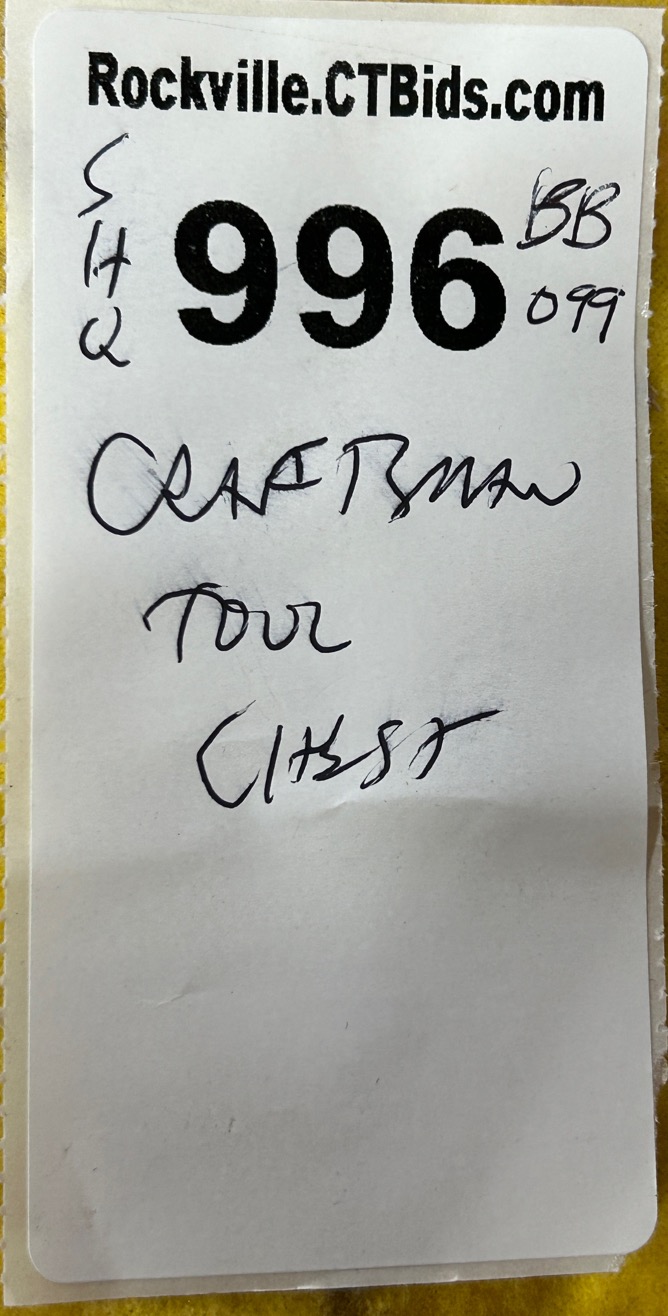 Rockville.CTBids.com
S
H
Q
996
BB
099
CRAFTSMAN
TOOL
CHEST